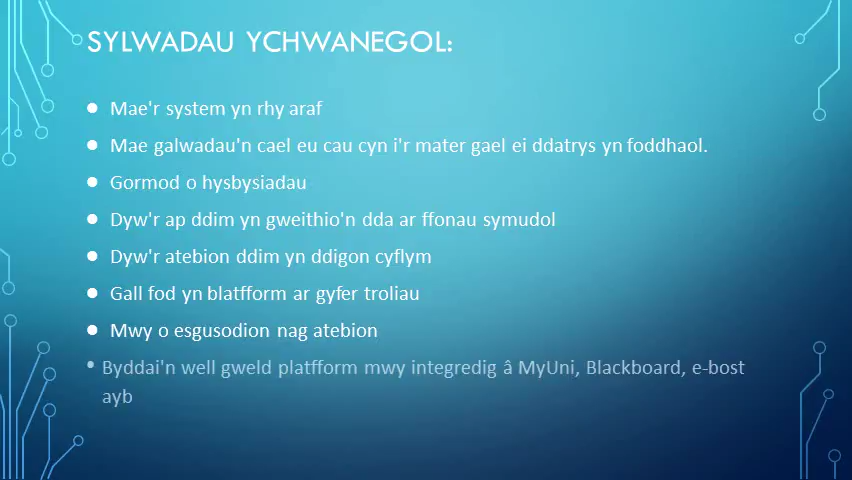 SYLWADAU YCHWANEGOL:
• Mae'r system yn rhy araf
• Mae galwadau'n cael eu cau cyn i'r mater gael ei ddatrys yn foddhaol.
• Gormod o hysbysiadau
• Dyw'r ap ddim yn gweithio'n dda ar ffonau symudol
• Dyw'r atebion ddim yn ddigon cyflym
• Gall fod yn blatfform ar gyfer troliau
• Mwy o esgusodion nag atebion
• Byddai'n well gweld platfform mwy integredig â MyUni, Blackboard, e-bost
ayb